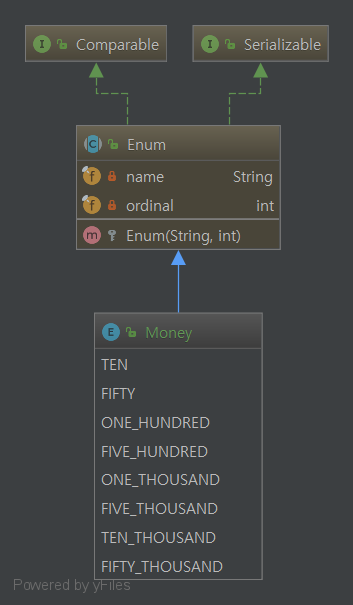 Comparable
Serializable
Enum
name String
ordinal int
Enum(String, int)
Money
TEN
FIFTY
ONE_HUNDRED
FIVE_HUNDRED
ONE_THOUSAND
FIVE_THOUSAND
TEN_THOUSAND
FIFTY_THOUSAND
Powered by yFiles